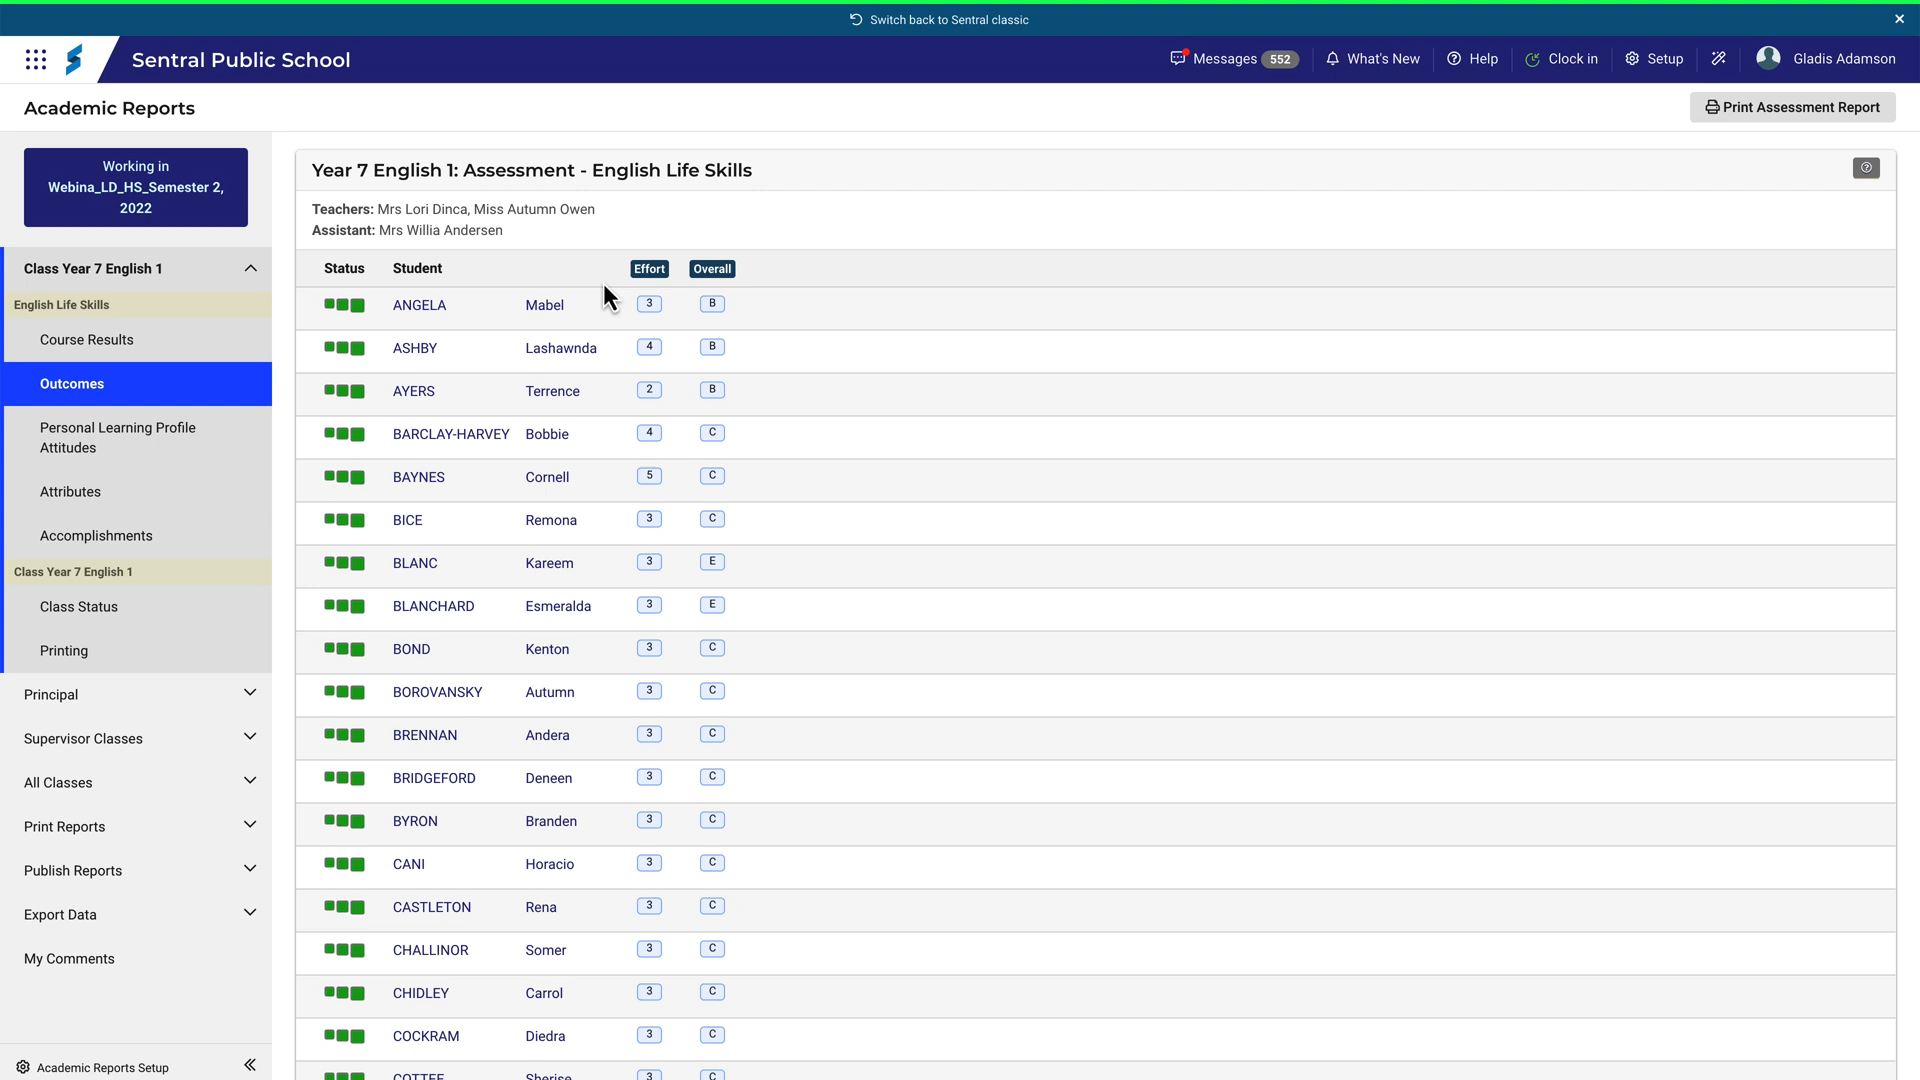 Switch back to Sentral classic
Sentral Public School
Messages 552
What's New
Help
Clock in
Setup
Gladis Adamson
Academic Reports
Print Assessment Report
Working in
Webina_LD_HS_Semester 2,
2022
Class Year 7 English 1
English Life Skills
Course Results
Outcomes
Personal Learning Profile
Attitudes
Attributes
Accomplishments
Class Year 7 English 1
Class Status
Printing
Principal
Supervisor Classes
All Classes
Print Reports
Publish Reports
Export Data
My Comments
Academic Reports Setup
Year 7 English 1: Assessment - English Life Skills
Teachers: Mrs Lori Dinca, Miss Autumn Owen
Assistant: Mrs Willia Andersen
Status Student Effort Overall
ANGELA Mabel 3 B
ASHBY Lashawnda 4 B
AYERS Terrence 2 B
BARCLAY-HARVEY Bobbie 4 C
BAYNES Cornell 5 C
BICE Remona 3 C
BLANC Kareem 3 E
BLANCHARD Esmeralda 3 E
BOND Kenton 3 C
BOROVANSKY Autumn 3 C
BRENNAN Andera 3 C
BRIDGEFORD Deneen 3 C
BYRON Branden 3 C
CANI Horacio 3 C
CASTLETON Rena 3 C
CHALLINOR Somer 3 C
CHIDLEY Carrol 3 C
COCKRAM Diedra 3 C
COTTEE Sherise 3 C